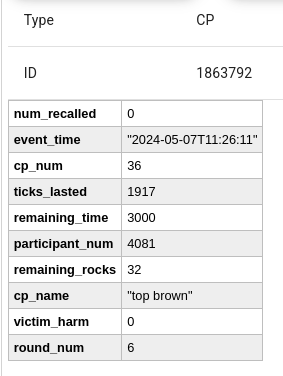 Type CP
ID 1863792
num_recalled 0
event_time "2024-05-07T11:26:11"
cp_num 36
ticks_lasted 1917
remaining_time 3000
participant_num 4081
remaining_rocks 32
cp_name "top brown"
victim_harm 0
round_num 6